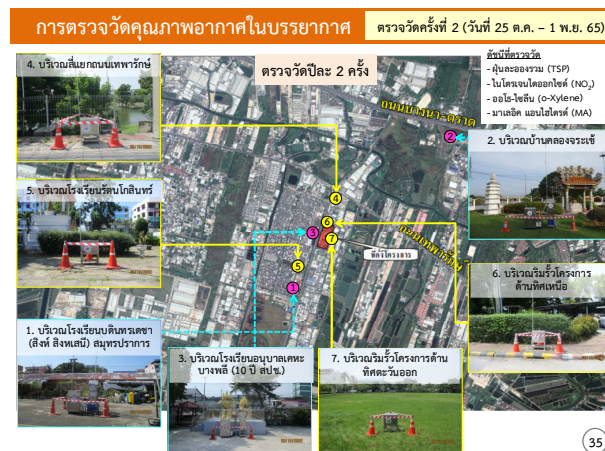 การตรวจวัดคุณภาพอากาศในบรรยากาศ
ตรวจวัดครั้งที่ 2 (วันที่ 25 ต.ค. – 1 พ.ย. 65)
4. บริเวณสี่แยกถนนเทพารักษ์
ตรวจวัดปีละ 2 ครั้ง
ดัชนีที่ตรวจวัด
- ฝุ่นละอองรวม (TSP)
- ไนโตรเจนไดออกไซด์ (NO₂)
- ออโธ-ไซลีน (o-Xylene)
- มาเลอิค แอนไฮไดรด์ (MA)
ถนนบางนา-ตราด
2
2. บริเวณบ้านคลองจระเข้
5. บริเวณโรงเรียนรัตนโกสินทร์
4
6
3
7
ถนนเทพารักษ์
ที่ตั้งโครงการ
5
1
6. บริเวณริมรั้วโครงการ
ด้านทิศเหนือ
1. บริเวณโรงเรียนบดินทรเดชา
(สิงห์ สิงหเสนี) สมุทรปราการ
3. บริเวณโรงเรียนอนุบาลเคหะ
บางพลี (10 ปี สปช.)
7. บริเวณริมรั้วโครงการด้าน
ทิศตะวันออก
35